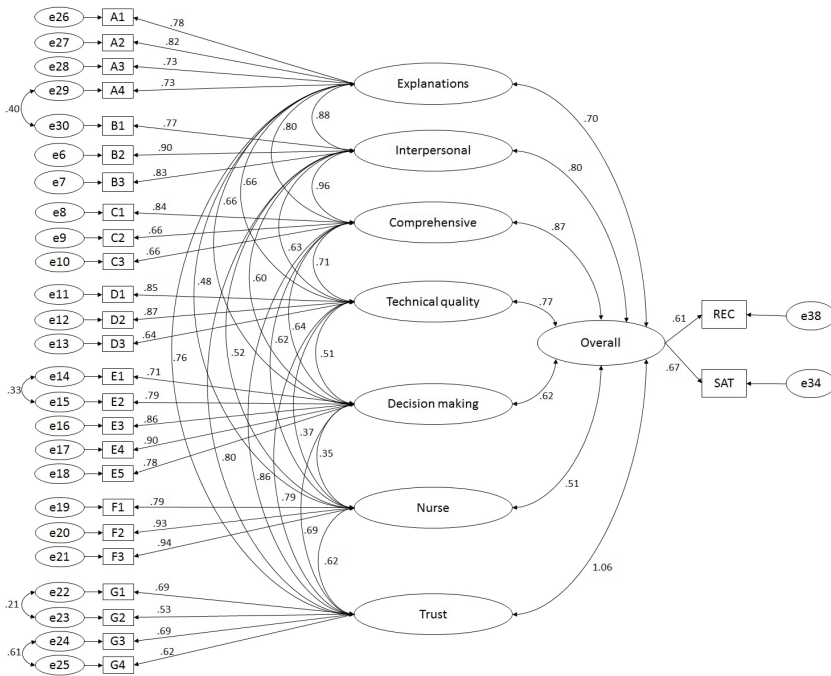 e26 A1 .78
e27 A2 .82
e28 A3 .73
e29 A4 .73
.40
e30 B1 .77
e6 B2 .90
e7 B3 .83
e8 C1 .84
e9 C2 .66
e10 C3 .66
e11 D1 .85
e12 D2 .87
e13 D3 .64
e14 E1 .71
.33
e15 E2 .79
e16 E3 .86
e17 E4 .90
e18 E5 .78
e19 F1 .79
e20 F2 .93
e21 F3 .94
e22 G1 .69
.21
e23 G2 .53
e24 G3 .69
.61
e25 G4 .62
Explanations
.88
.80
Interpersonal
.96
.66
.66
Comprehensive
.63
.71
.60
.48
Technical quality
.64
.62
.52
.51
.76
Decision making
.37
.35
.80
.86
.79
Nurse
.69
.62
Trust
.70
.80
.87
.77
.62
.51
1.06
Overall
.61
REC
e38
.67
SAT
e34